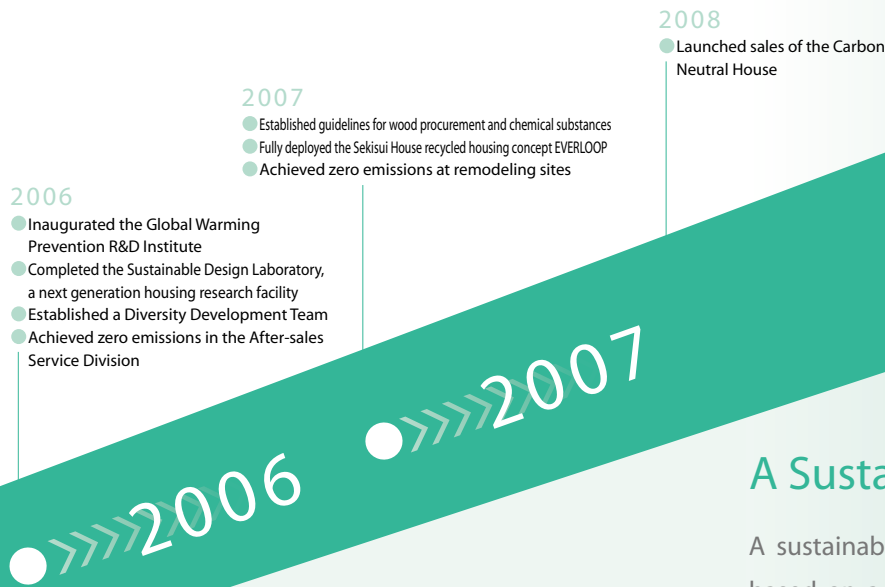 2008
Launched sales of the Carbon
Neutral House
2007
Established guidelines for wood procurement and chemical substances
Fully deployed the Sekisui House recycled housing concept EVERLOOP
Achieved zero emissions at remodeling sites
2006
Inaugurated the Global Warming
Prevention R&D Institute
Completed the Sustainable Design Laboratory,
a next generation housing research facility
Established a Diversity Development Team
Achieved zero emissions in the After-sales
Service Division
2007
2006
A Susta
A sustainab